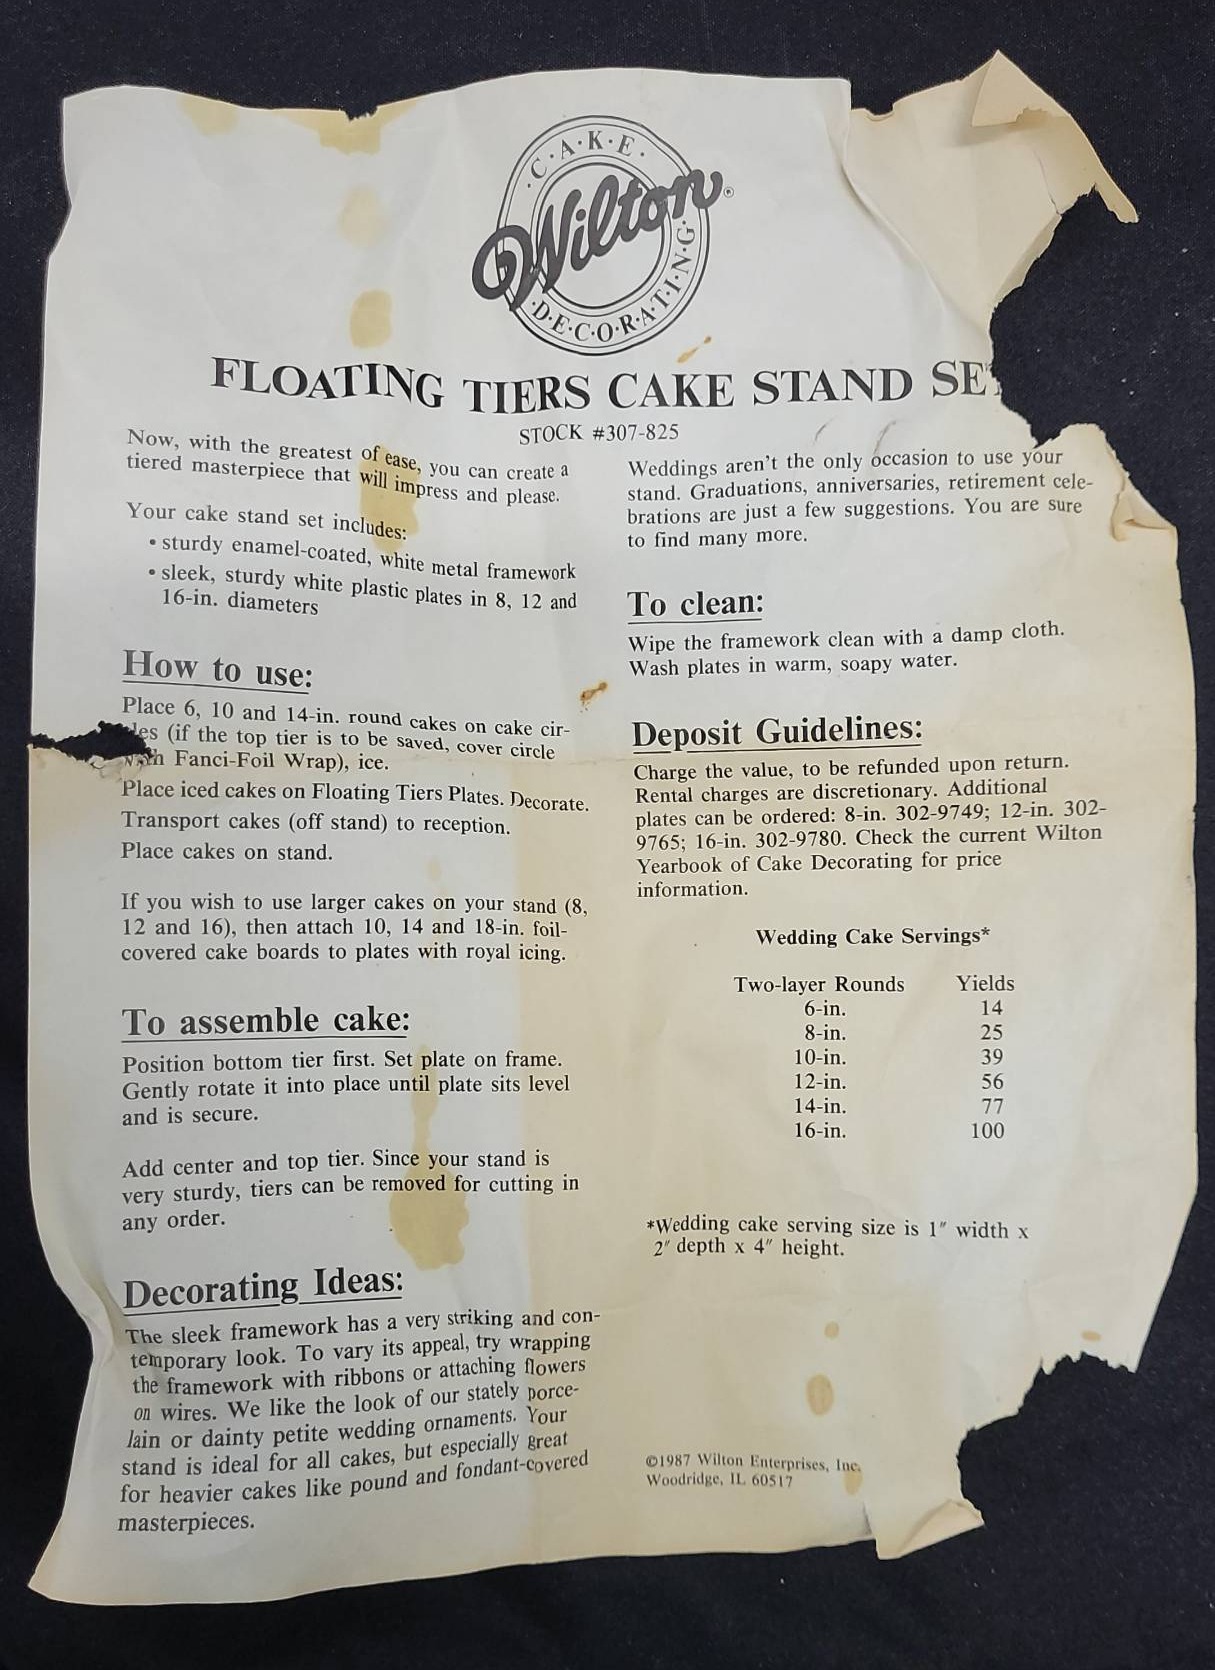 ·C·A·K·E·
Wilton®
·D·E·C·O·R·A·T·I·N·G·
FLOATING TIERS CAKE STAND SE
STOCK #307-825
Now, with the greatest of ease, you can create a
tiered masterpiece that will impress and please.
Your cake stand set includes:
• sturdy enamel-coated, white metal framework
• sleek, sturdy white plastic plates in 8, 12 and
16-in. diameters
How to use:
Place 6, 10 and 14-in. round cakes on cake cir-
les (if the top tier is to be saved, cover circle
with Fanci-Foil Wrap), ice.
Place iced cakes on Floating Tiers Plates. Decorate.
Transport cakes (off stand) to reception.
Place cakes on stand.
If you wish to use larger cakes on your stand (8,
12 and 16), then attach 10, 14 and 18-in. foil-
covered cake boards to plates with royal icing.
To assemble cake:
Position bottom tier first. Set plate on frame.
Gently rotate it into place until plate sits level
and is secure.
Add center and top tier. Since your stand is
very sturdy, tiers can be removed for cutting in
any order.
Decorating Ideas:
The sleek framework has a very striking and con-
temporary look. To vary its appeal, try wrapping
the framework with ribbons or attaching flowers
on wires. We like the look of our stately porce-
lain or dainty petite wedding ornaments. Your
stand is ideal for all cakes, but especially great
for heavier cakes like pound and fondant-covered
masterpieces.
Weddings aren't the only occasion to use your
stand. Graduations, anniversaries, retirement cele-
brations are just a few suggestions. You are sure
to find many more.
To clean:
Wipe the framework clean with a damp cloth.
Wash plates in warm, soapy water.
Deposit Guidelines:
Charge the value, to be refunded upon return.
Rental charges are discretionary. Additional
plates can be ordered: 8-in. 302-9749; 12-in. 302-
9765; 16-in. 302-9780. Check the current Wilton
Yearbook of Cake Decorating for price
information.
Wedding Cake Servings*
Two-layer Rounds Yields
6-in. 14
8-in. 25
10-in. 39
12-in. 56
14-in. 77
16-in. 100
*Wedding cake serving size is 1″ width x
2″ depth x 4″ height.
©1987 Wilton Enterprises, Inc.
Woodridge, IL 60517